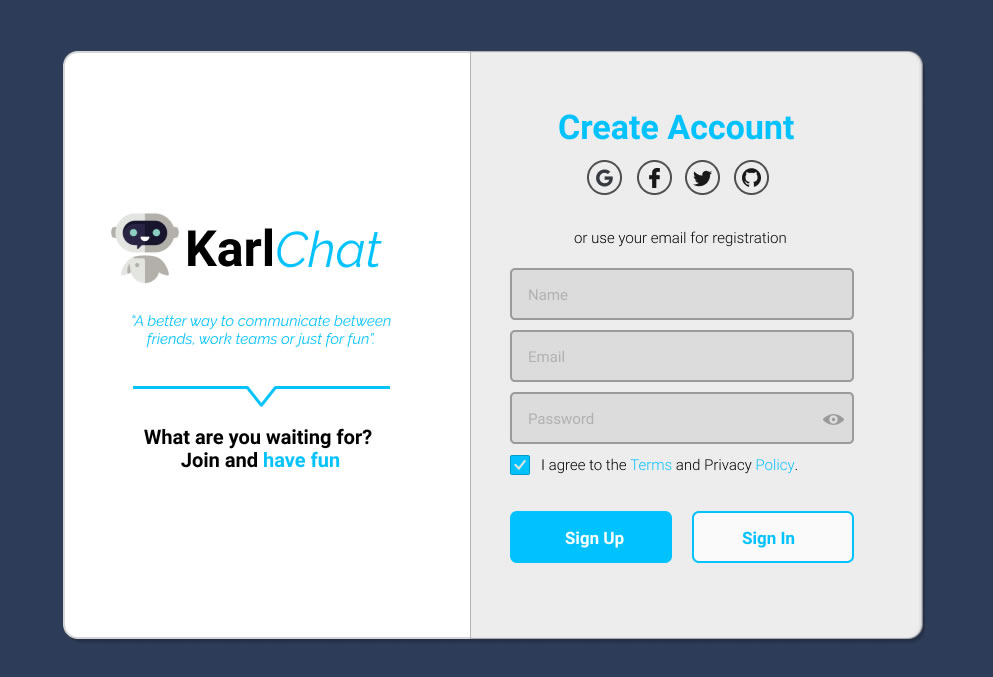 KarlChat
“A better way to communicate between
friends, work teams or just for fun”.
What are you waiting for?
Join and have fun
Create Account
or use your email for registration
Name
Email
Password
I agree to the Terms and Privacy Policy.
Sign Up
Sign In